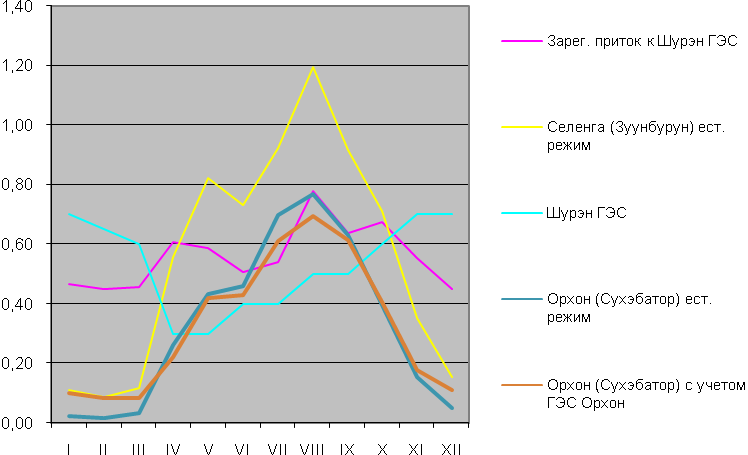 1,40
1,20
1,00
0,80
0,60
0,40
0,20
0,00
I II III IV V VI VII VIII IX X XI XII
Зарег. приток к Шурэн ГЭС
Селенга (Зуунбурун) ест.
режим
Шурэн ГЭС
Орхон (Сухэбатор) ест.
режим
Орхон (Сухэбатор) с учетом
ГЭС Орхон